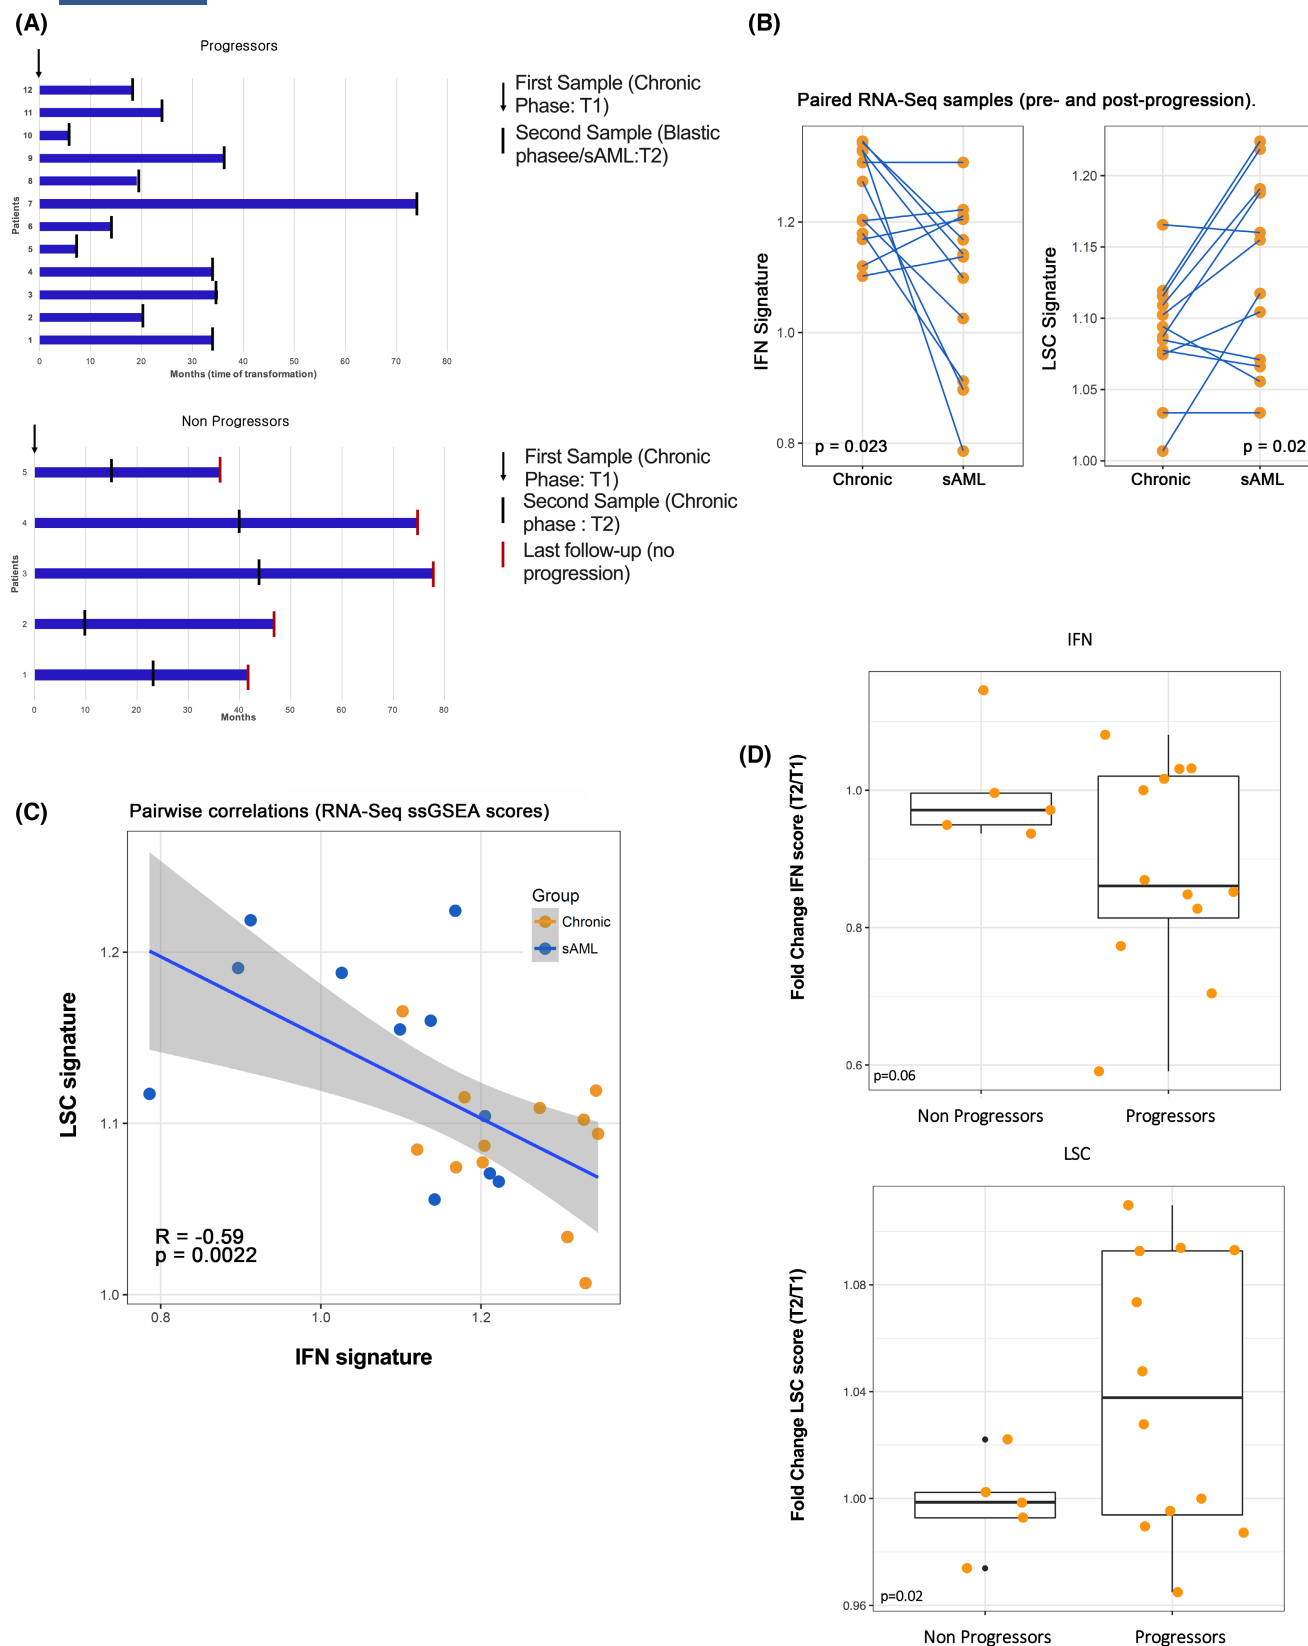 (A)
Progressors
12
11
10
9
8
7
6
5
4
3
2
1
Patients
0 10 20 30 40 50 60 70 80
Months (time of transformation)
First Sample (Chronic
Phase: T1)
Second Sample (Blastic
phasee/sAML:T2)
Non Progressors
5
4
3
2
1
Patients
0 10 20 30 40 50 60 70 80
Months
First Sample (Chronic
Phase: T1)
Second Sample (Chronic
phase : T2)
Last follow-up (no
progression)
(B)
Paired RNA-Seq samples (pre- and post-progression).
IFN Signature
1.2
1.0
0.8
p = 0.023
Chronic sAML
LSC Signature
1.20
1.15
1.10
1.05
1.00
p = 0.02
Chronic sAML
(C)
Pairwise correlations (RNA-Seq ssGSEA scores)
LSC signature
1.2
1.1
1.0
Group
Chronic
sAML
R = -0.59
p = 0.0022
0.8 1.0 1.2
IFN signature
(D)
IFN
Fold Change IFN score (T2/T1)
1.0
0.8
0.6
p=0.06
Non Progressors Progressors
LSC
Fold Change LSC score (T2/T1)
1.08
1.04
1.00
0.96
p=0.02
Non Progressors Progressors